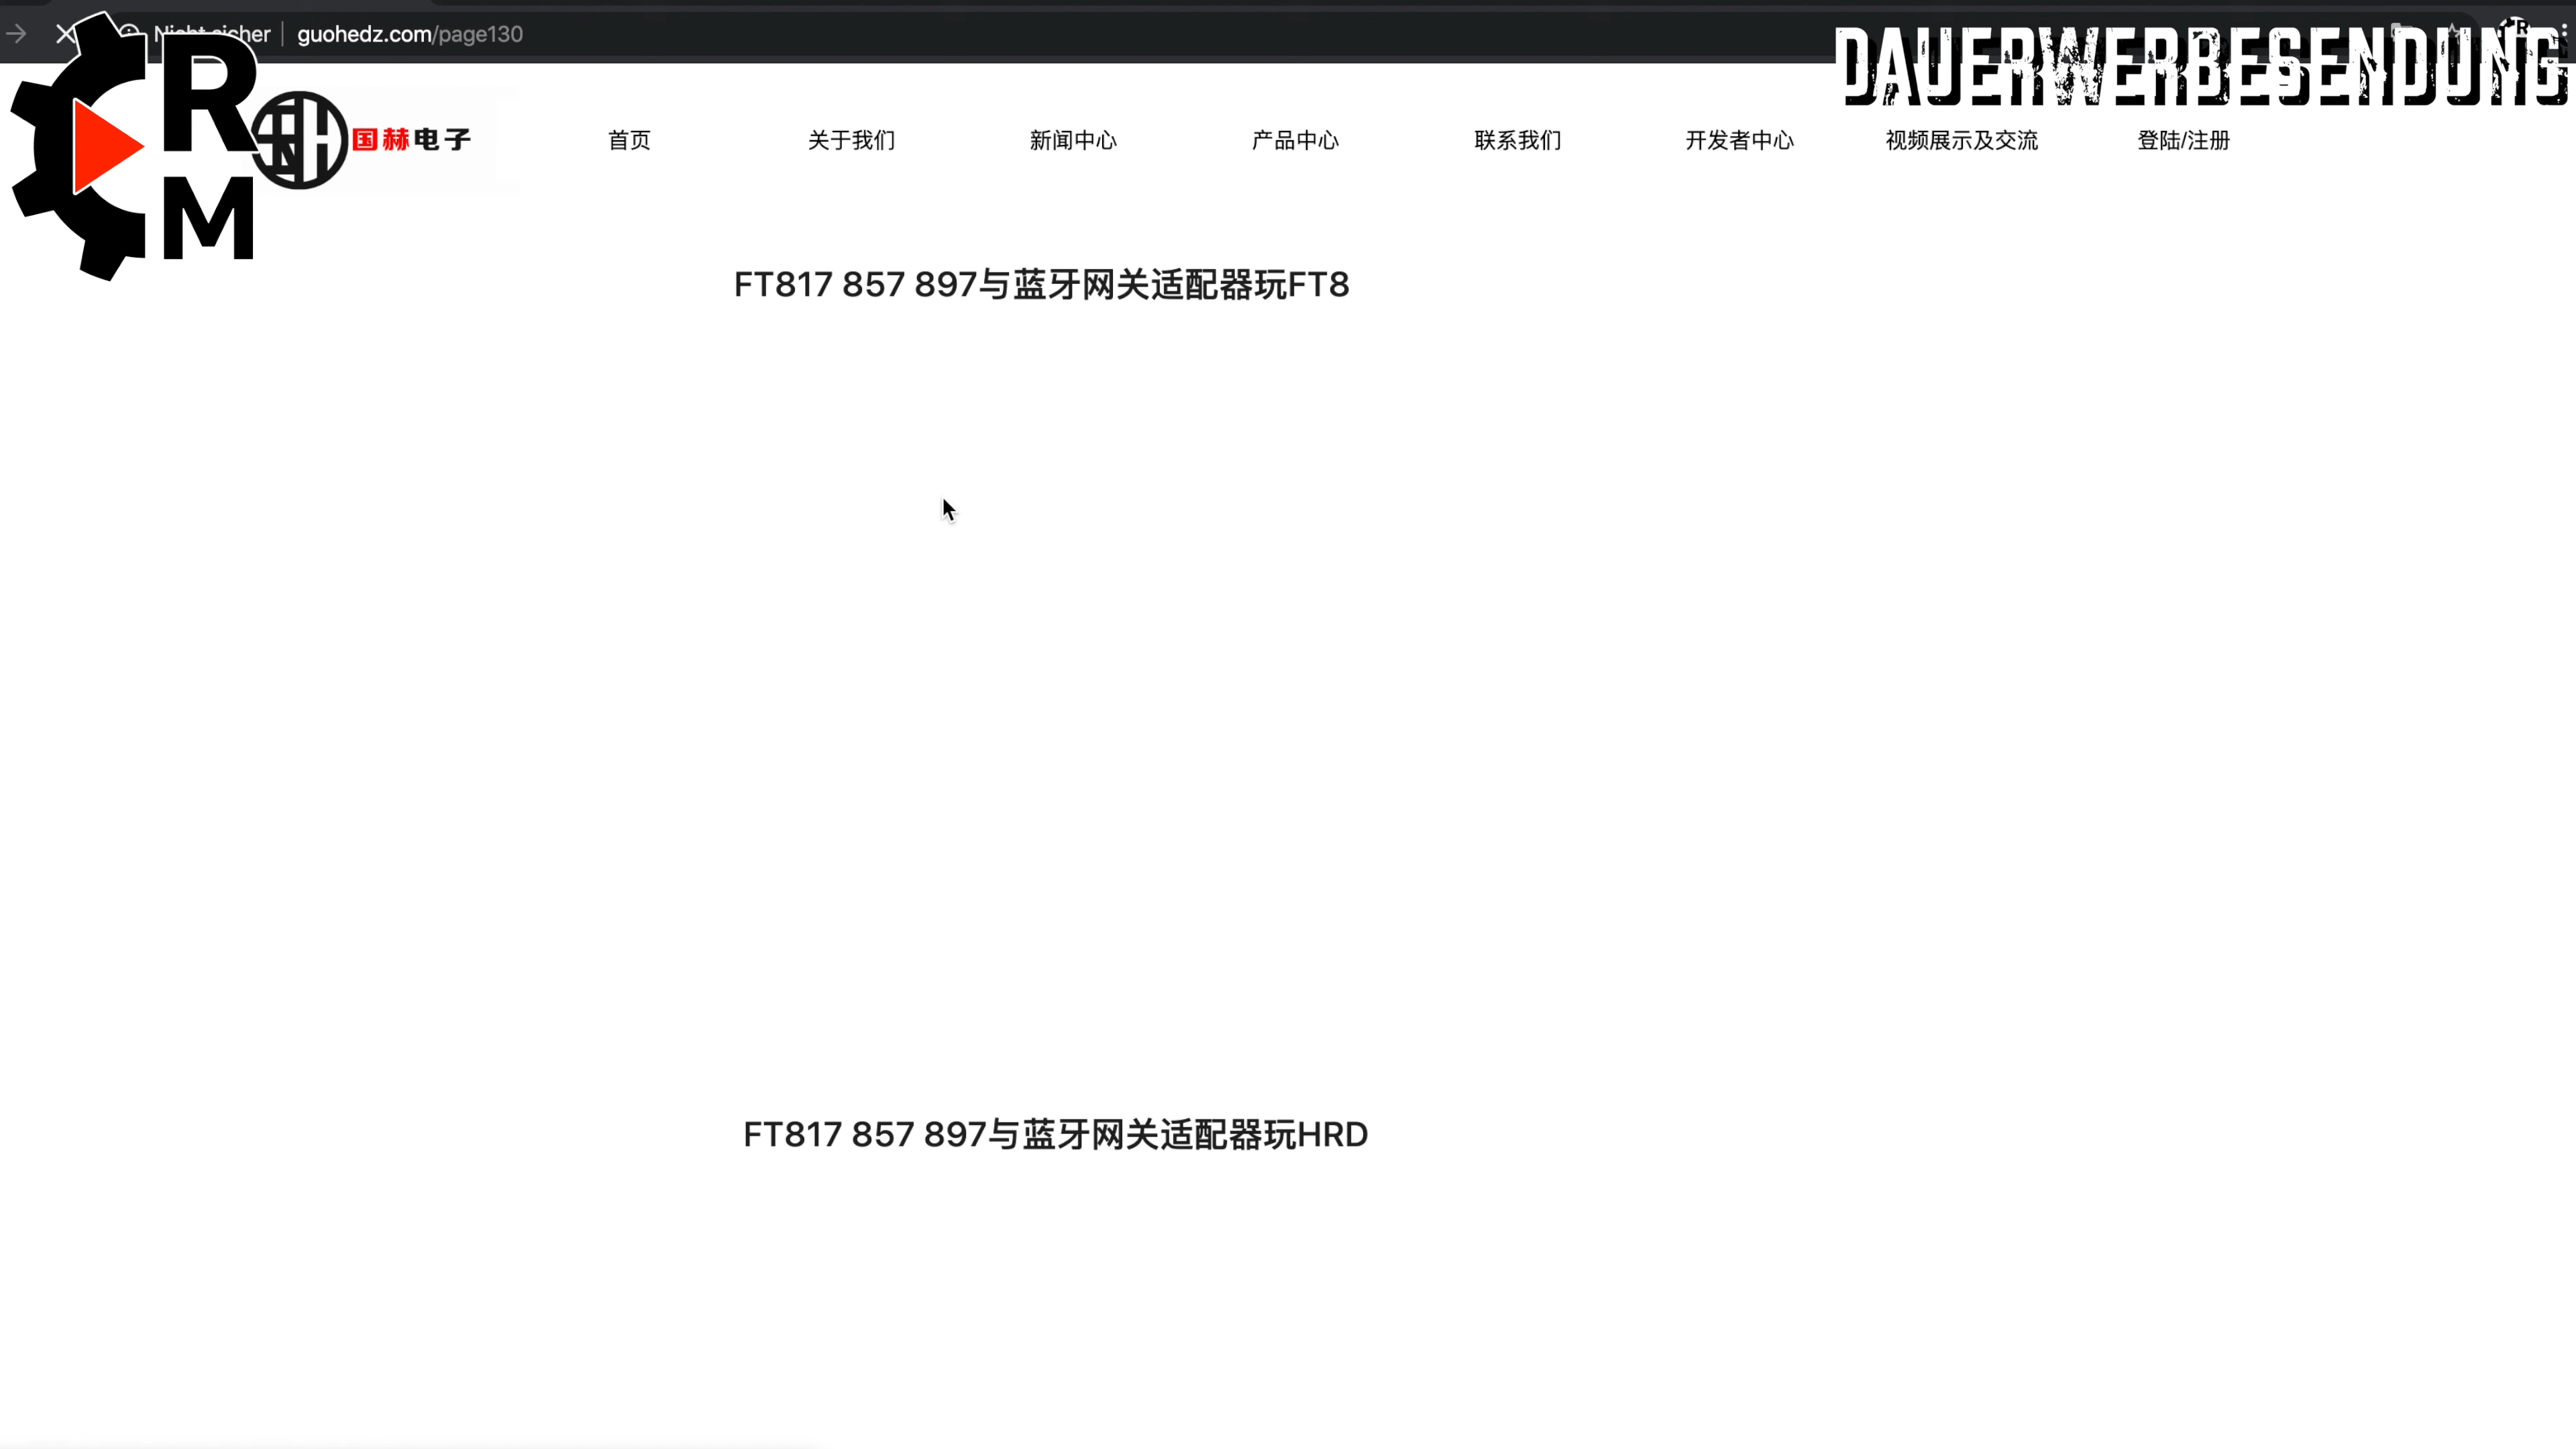 Nicht sicher guohedz.com/page130
DAUERWERBESENDUNG
CRM
国赫电子
首页 关于我们 新闻中心 产品中心 联系我们 开发者中心 视频展示及交流 登陆/注册
FT817 857 897与蓝牙网关适配器玩FT8
FT817 857 897与蓝牙网关适配器玩HRD